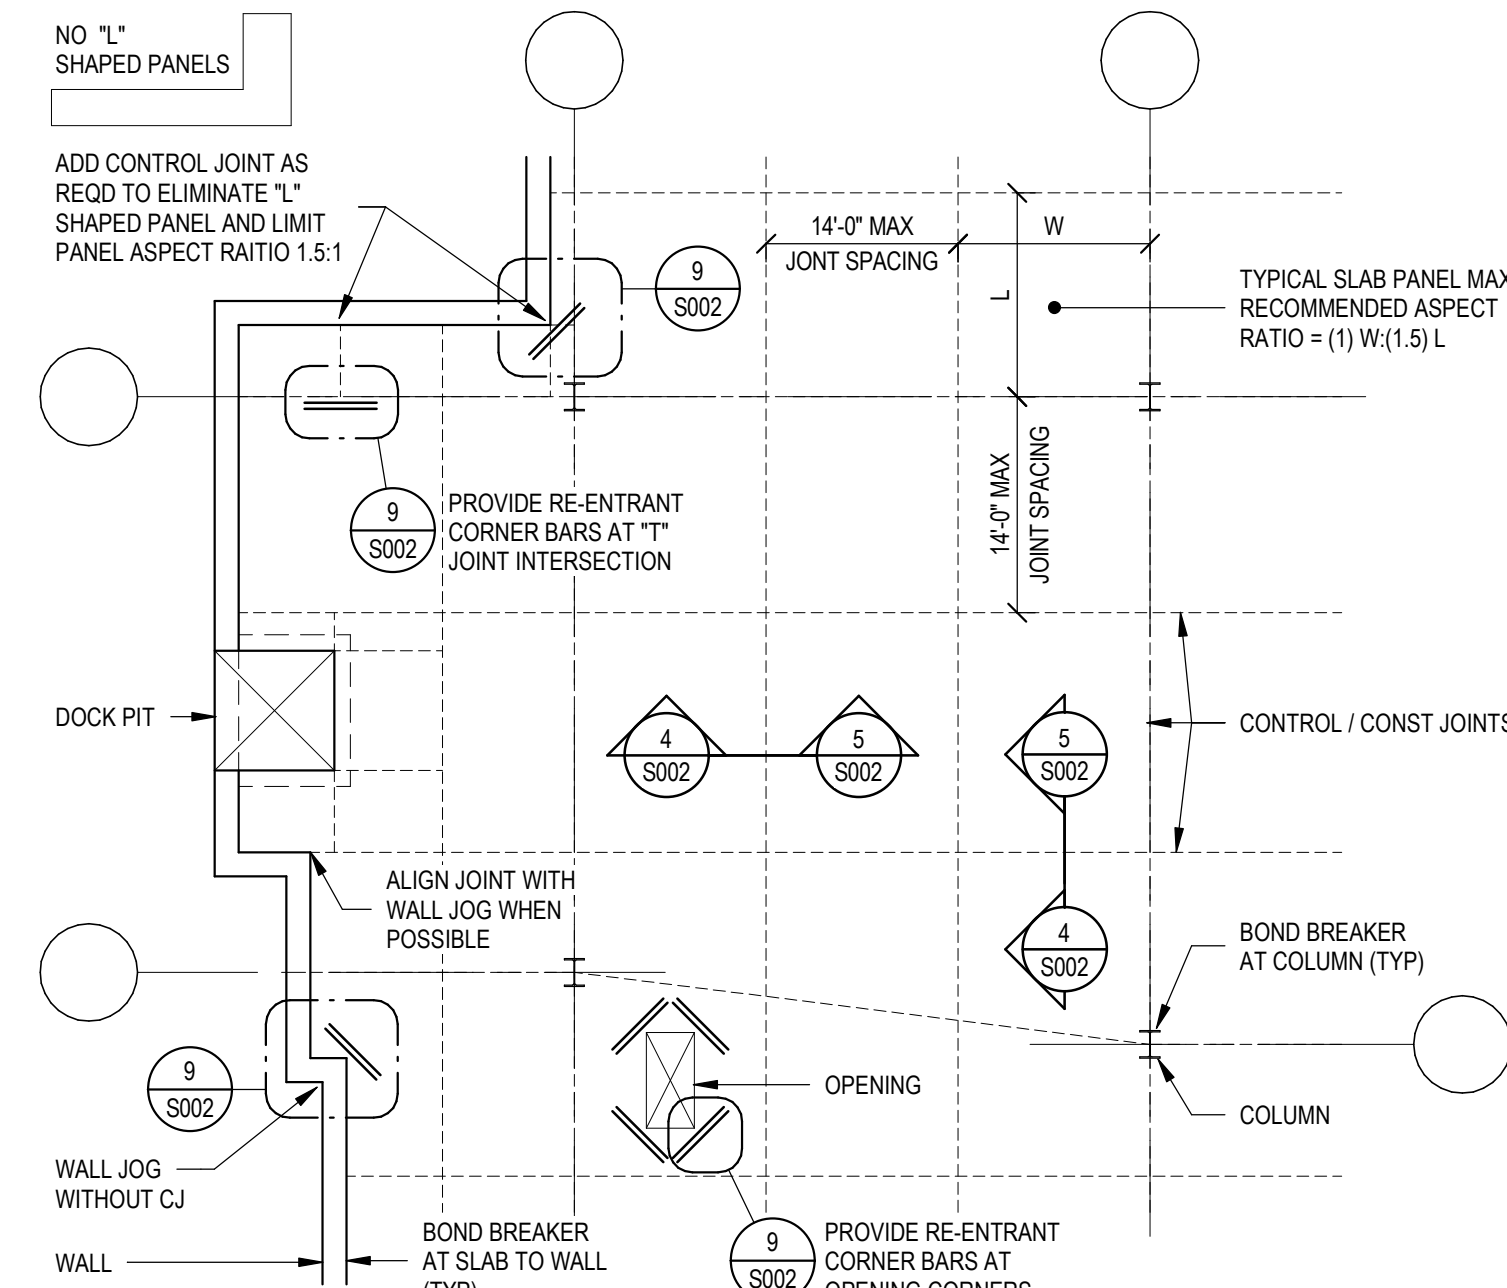 NO "L"
SHAPED PANELS
ADD CONTROL JOINT AS
REQD TO ELIMINATE "L"
SHAPED PANEL AND LIMIT
PANEL ASPECT RAITIO 1.5:1
9
S002
14'-0" MAX
JONT SPACING
W
L
TYPICAL SLAB PANEL MAX
RECOMMENDED ASPECT
RATIO = (1) W:(1.5) L
9
S002
PROVIDE RE-ENTRANT
CORNER BARS AT "T"
JOINT INTERSECTION
14'-0" MAX
JOINT SPACING
DOCK PIT
4
S002
5
S002
5
S002
CONTROL / CONST JOINTS
ALIGN JOINT WITH
WALL JOG WHEN
POSSIBLE
4
S002
BOND BREAKER
AT COLUMN (TYP)
9
S002
OPENING
COLUMN
WALL JOG
WITHOUT CJ
WALL
BOND BREAKER
AT SLAB TO WALL
(TYP)
9
S002
PROVIDE RE-ENTRANT
CORNER BARS AT
OPENING CORNERS